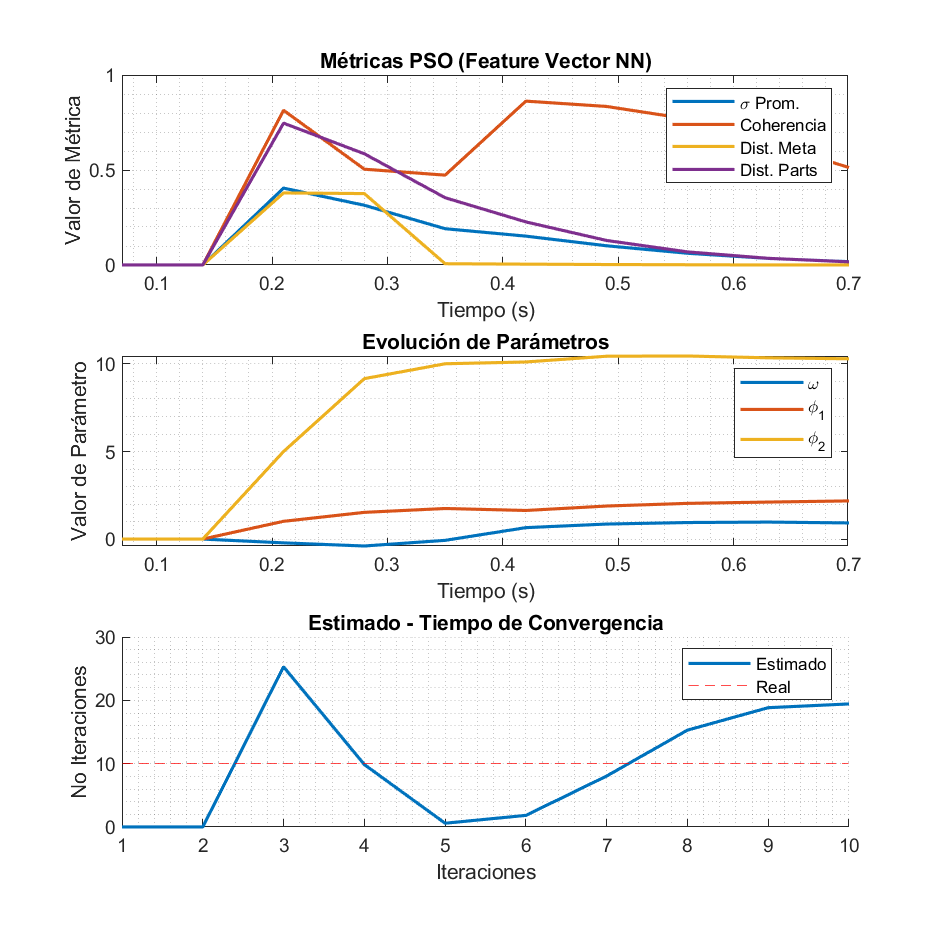 Métricas PSO (Feature Vector NN)
Valor de Métrica
1
0.5
0
σ Prom.
Coherencia
Dist. Meta
Dist. Parts
0.1 0.2 0.3 0.4 0.5 0.6 0.7
Tiempo (s)
Evolución de Parámetros
Valor de Parámetro
10
5
0
ω
ϕ1
ϕ2
0.1 0.2 0.3 0.4 0.5 0.6 0.7
Tiempo (s)
Estimado - Tiempo de Convergencia
No Iteraciones
30
20
10
0
Estimado
Real
1 2 3 4 5 6 7 8 9 10
Iteraciones